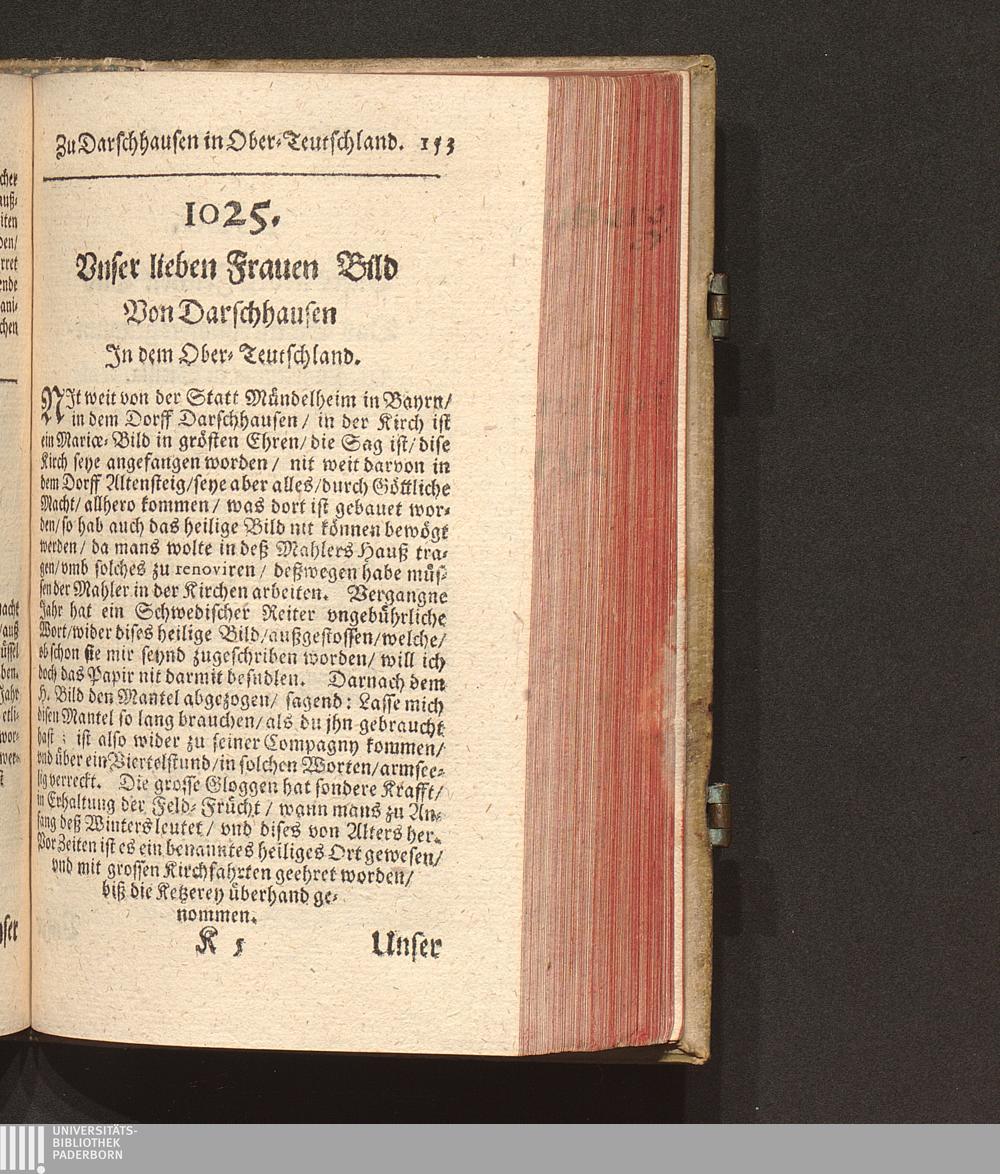 Zu Darschhausen in Ober-Teutschland. 153
1025.
Vnser lieben Frauen Bild
Von Darschhausen
In dem Ober-Teutschland.
NIt weit von der Statt Mündelheim in Bayrn/
in dem Dorff Darschhausen / in der Kirch ist
ein Mariæ-Bild in grösten Ehren/ die Sag ist/ dise
Kirch seye angefangen worden / nit weit darvon in
dem Dorff Altensteig/seye aber alles/durch Göttliche
Macht/ allhero kommen / was dort ist gebauet wor-
den/ so hab auch das heilige Bild nit können bewögt
werden / da mans wolte in deß Mahlers Hauß tra-
gen/ vmb solches zu renoviren / deßwegen habe müs-
sen der Mahler in der Kirchen arbeiten. Vergangne
Jahr hat ein Schwedischer Reiter vngebührliche
Wort/wider dises heilige Bild/außgestossen/welche/
ob schon sie mir seynd zugeschriben worden/ will ich
doch das Papir nit darmit besudlen. Darnach dem
H. Bild den Mantel abgezogen/ sagend: Lasse mich
disen Mantel so lang brauchen/ als du jhn gebraucht
hast ; ist also wider zu seiner Compagny kommen/
vnd über ein Viertelstund/in solchen Worten/armsee-
lig verreckt. Die grosse Gloggen hat sondere Krafft/
in Erhaltung der Feld-Frücht / wann mans zu An-
fang deß Winters leutet / vnd dises von Alters her.
Vor Zeiten ist es ein benanntes heiliges Ort gewesen/
vnd mit grossen Kirchfahrten geehret worden/
biß die Ketzerey überhand ge-
nommen.
K 5 Unser
UNIVERSITÄTS-
BIBLIOTHEK
PADERBORN